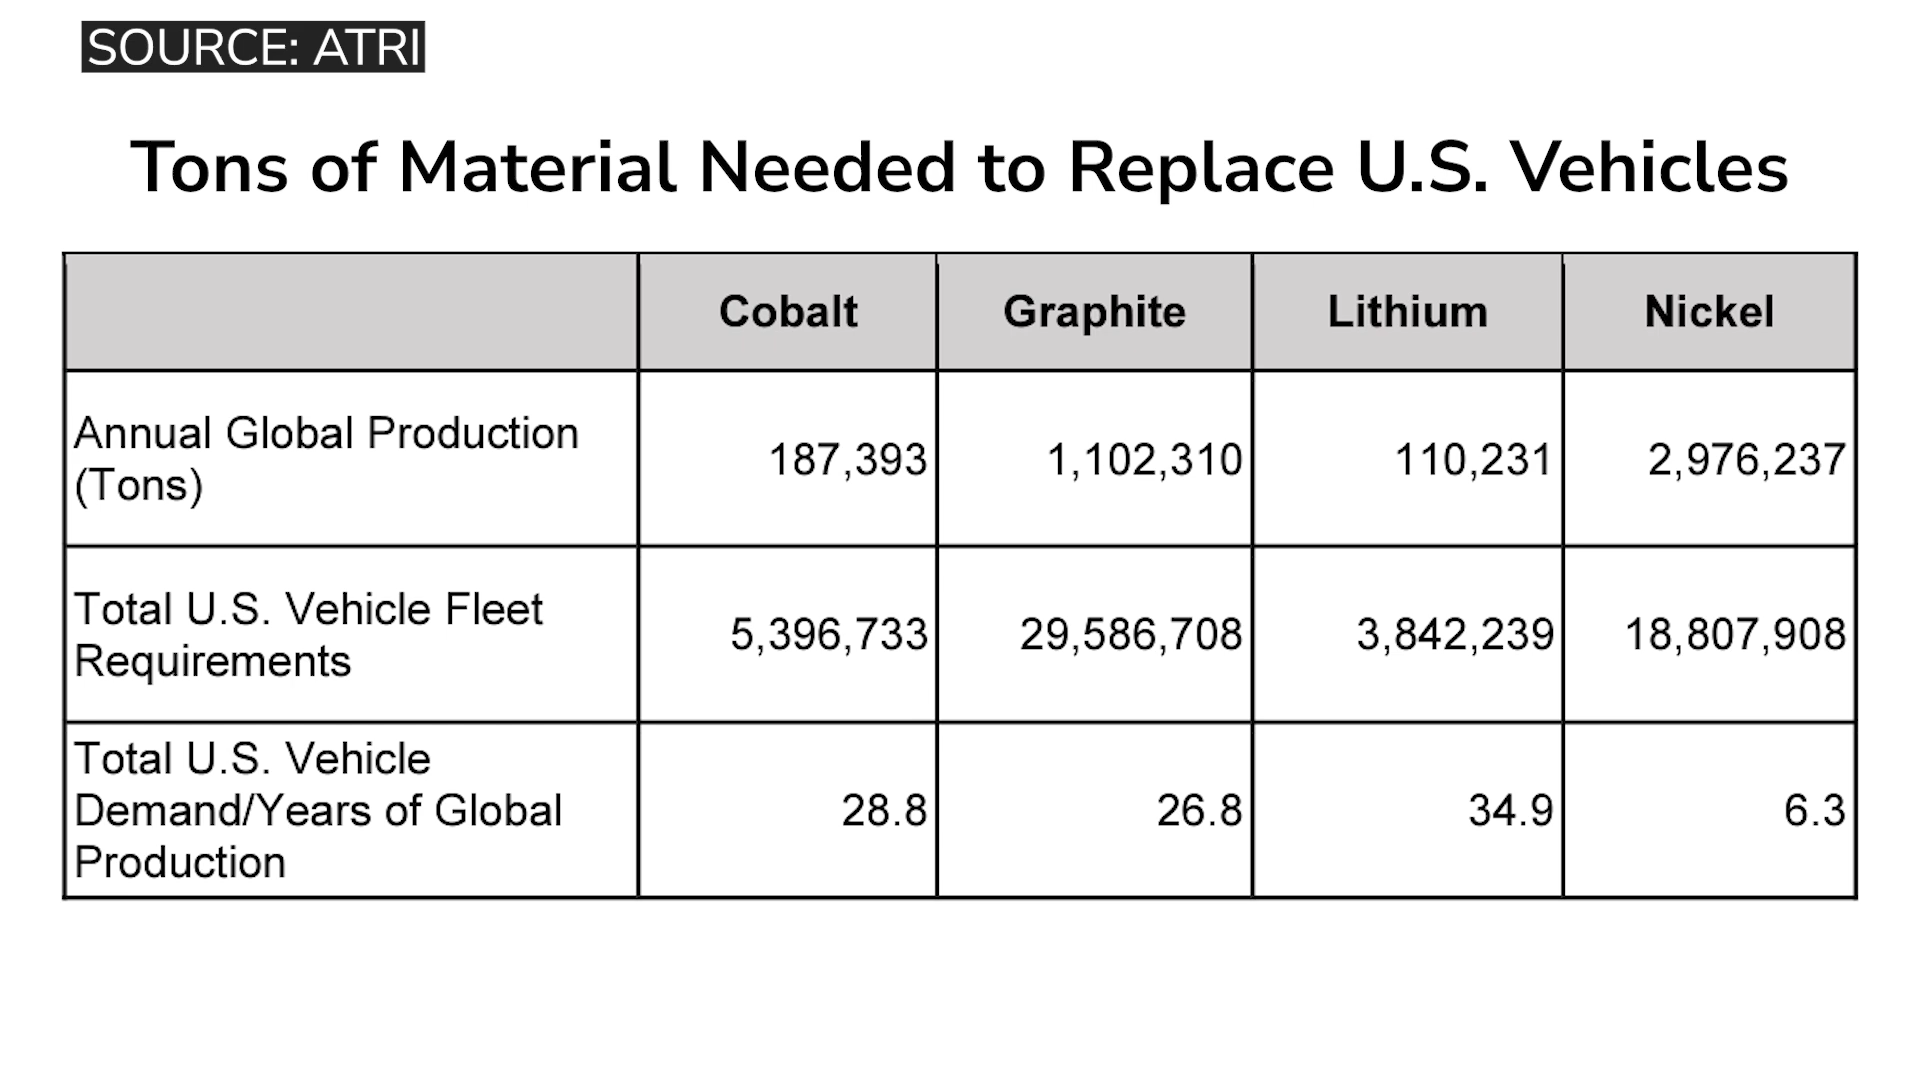 SOURCE: ATRI
Tons of Material Needed to Replace U.S. Vehicles
Cobalt Graphite Lithium Nickel
Annual Global Production
(Tons)
187,393 1,102,310 110,231 2,976,237
Total U.S. Vehicle Fleet
Requirements
5,396,733 29,586,708 3,842,239 18,807,908
Total U.S. Vehicle
Demand/Years of Global
Production
28.8 26.8 34.9 6.3